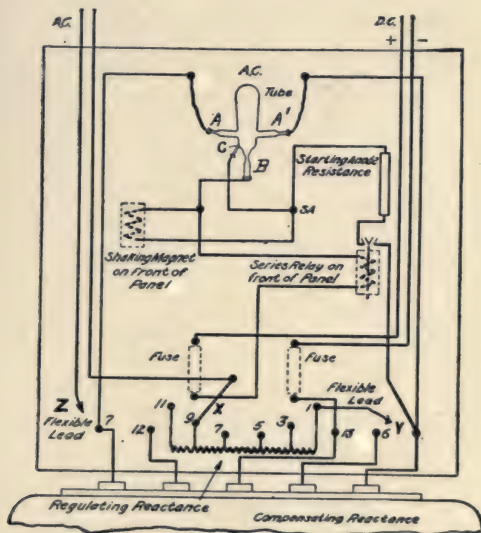 A.C.
D.C.
+ -
A.C.
Tube
A A'
G
B
Starting Anode
Resistance
SA
Shaking Magnet
on Front of
Panel
Series Relay on
Front of Panel
Fuse
Fuse
Z
Flexible
Lead
X
Flexible
Lead
Y
7
11
12
9
7
5
3
1
13
6
Regulating Reactance
Compensating Reactance